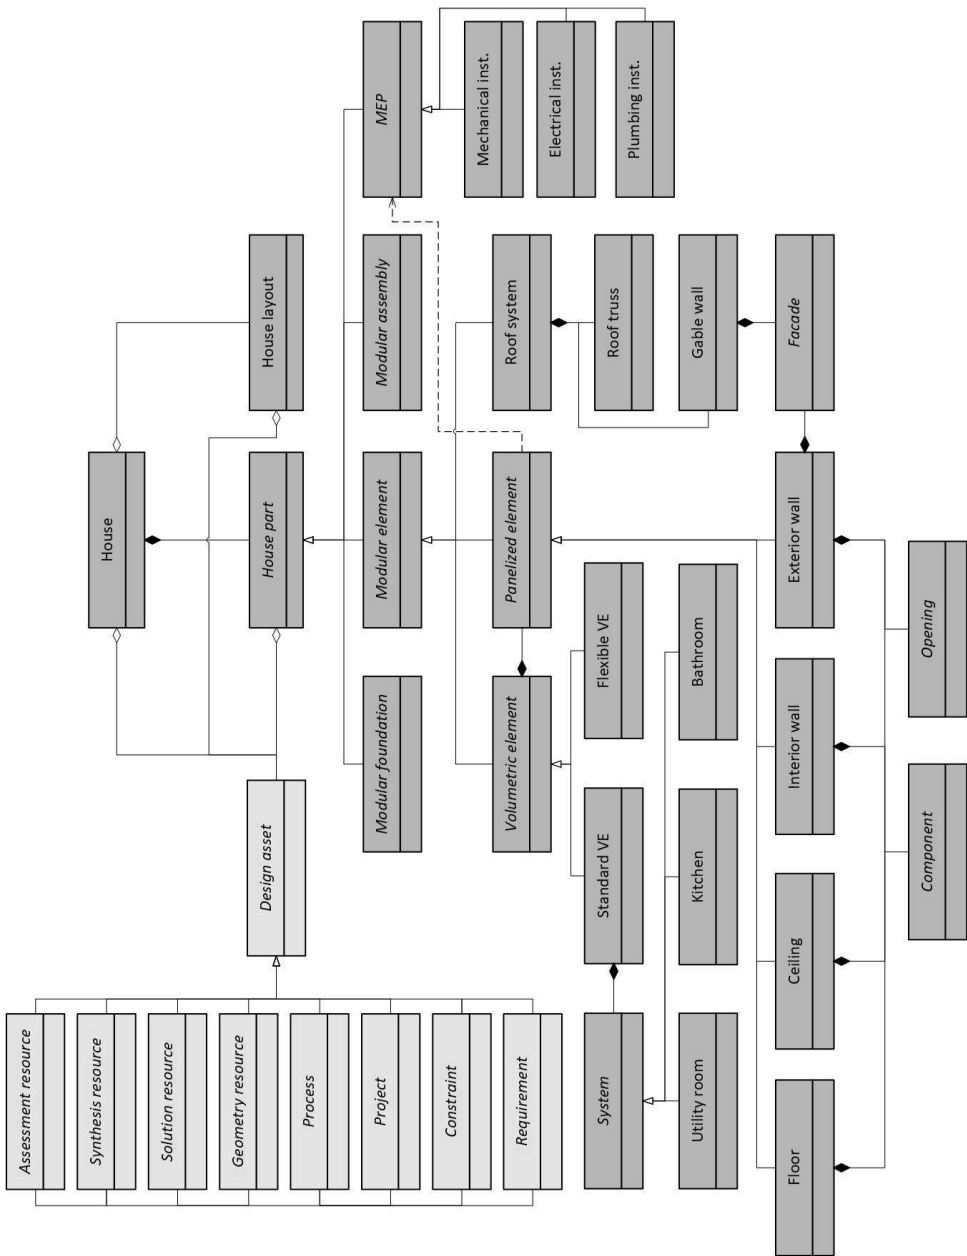 House
House layout
House part
Design asset
Assessment resource
Synthesis resource
Solution resource
Geometry resource
Process
Project
Constraint
Requirement
MEP
Modular assembly
Modular element
Modular foundation
Mechanical inst.
Electrical inst.
Plumbing inst.
Roof system
Panelized element
Volumetric element
Roof truss
Flexible VE
Standard VE
System
Gable wall
Bathroom
Kitchen
Utility room
Facade
Exterior wall
Interior wall
Ceiling
Floor
Opening
Component